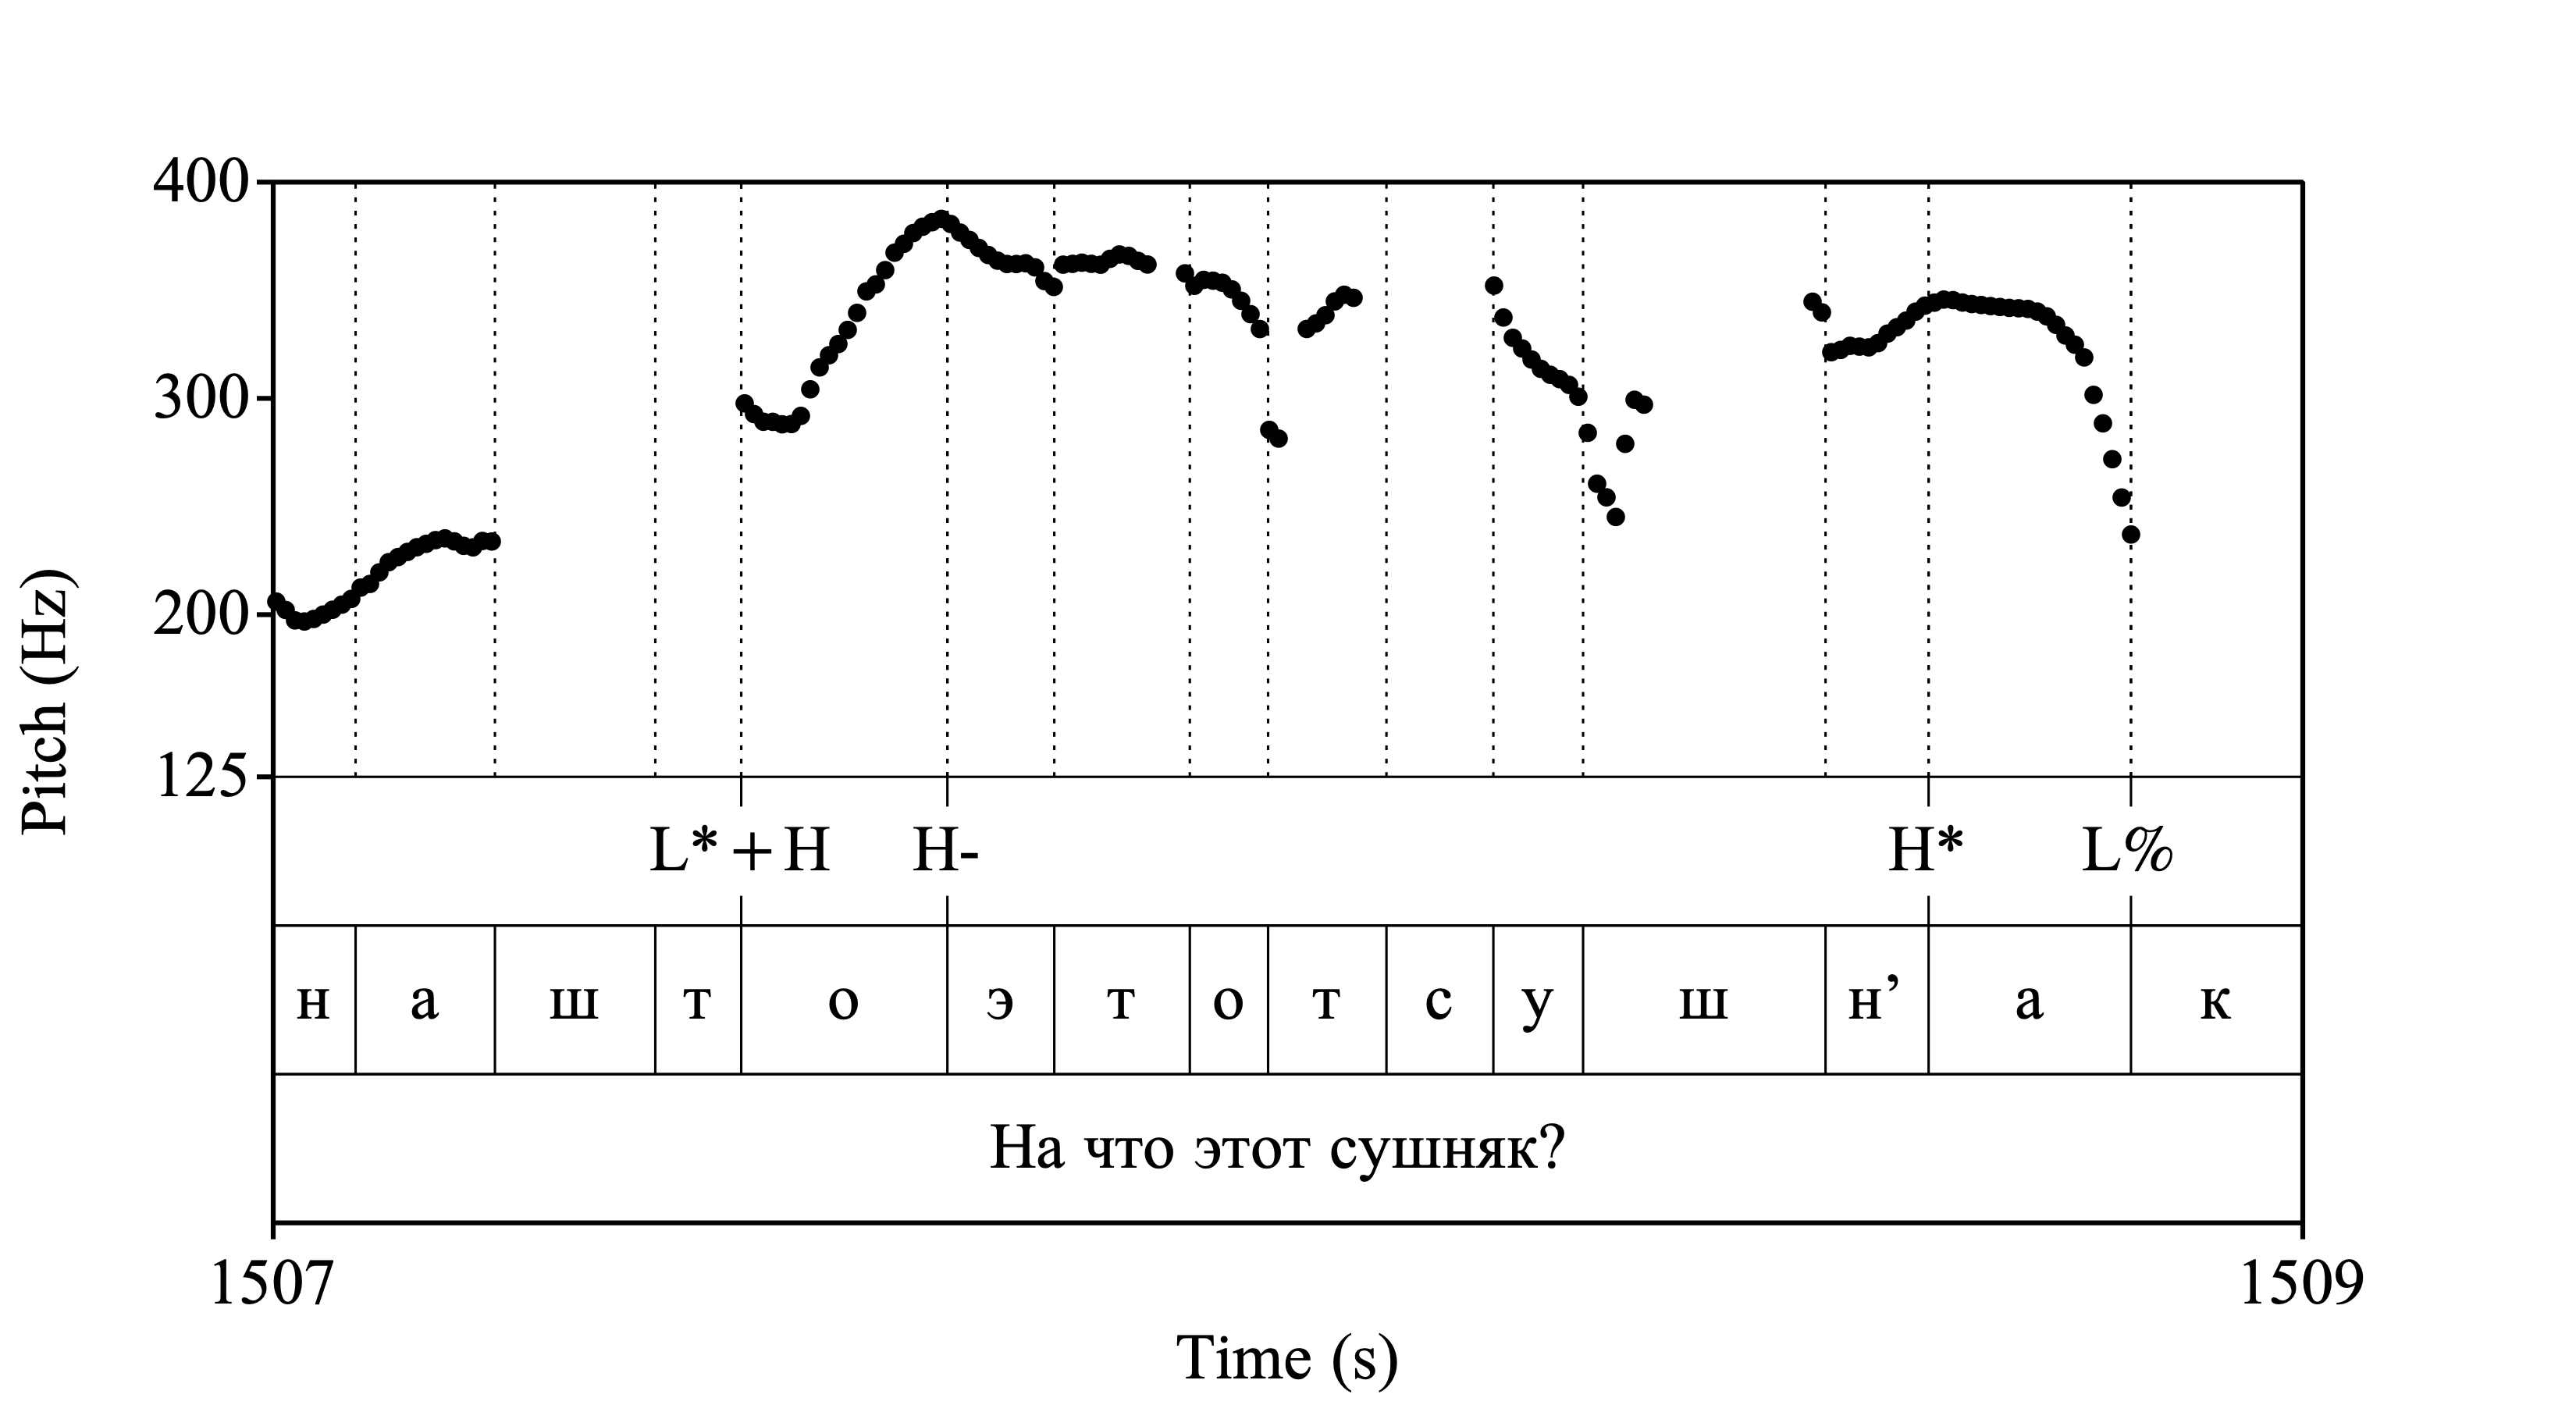 400
300
200
125
Pitch (Hz)
L*+H H- H* L%
н а ш т о э т о т с у ш н’ а к
На что этот сушняк?
1507 1509
Time (s)